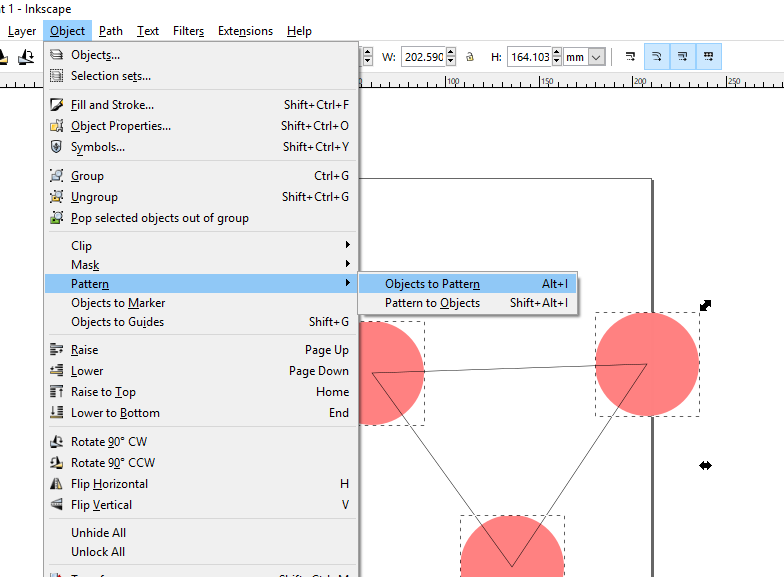 t 1 - Inkscape
Layer Object Path Text Filters Extensions Help
W: 202.590 H: 164.103 mm
100 150 200 250
Objects...
Selection sets...
Fill and Stroke... Shift+Ctrl+F
Object Properties... Shift+Ctrl+O
Symbols... Shift+Ctrl+Y
Group Ctrl+G
Ungroup Shift+Ctrl+G
Pop selected objects out of group
Clip
Mask
Pattern
Objects to Pattern Alt+I
Pattern to Objects Shift+Alt+I
Objects to Marker
Objects to Guides Shift+G
Raise Page Up
Lower Page Down
Raise to Top Home
Lower to Bottom End
Rotate 90° CW
Rotate 90° CCW
Flip Horizontal H
Flip Vertical V
Unhide All
Unlock All